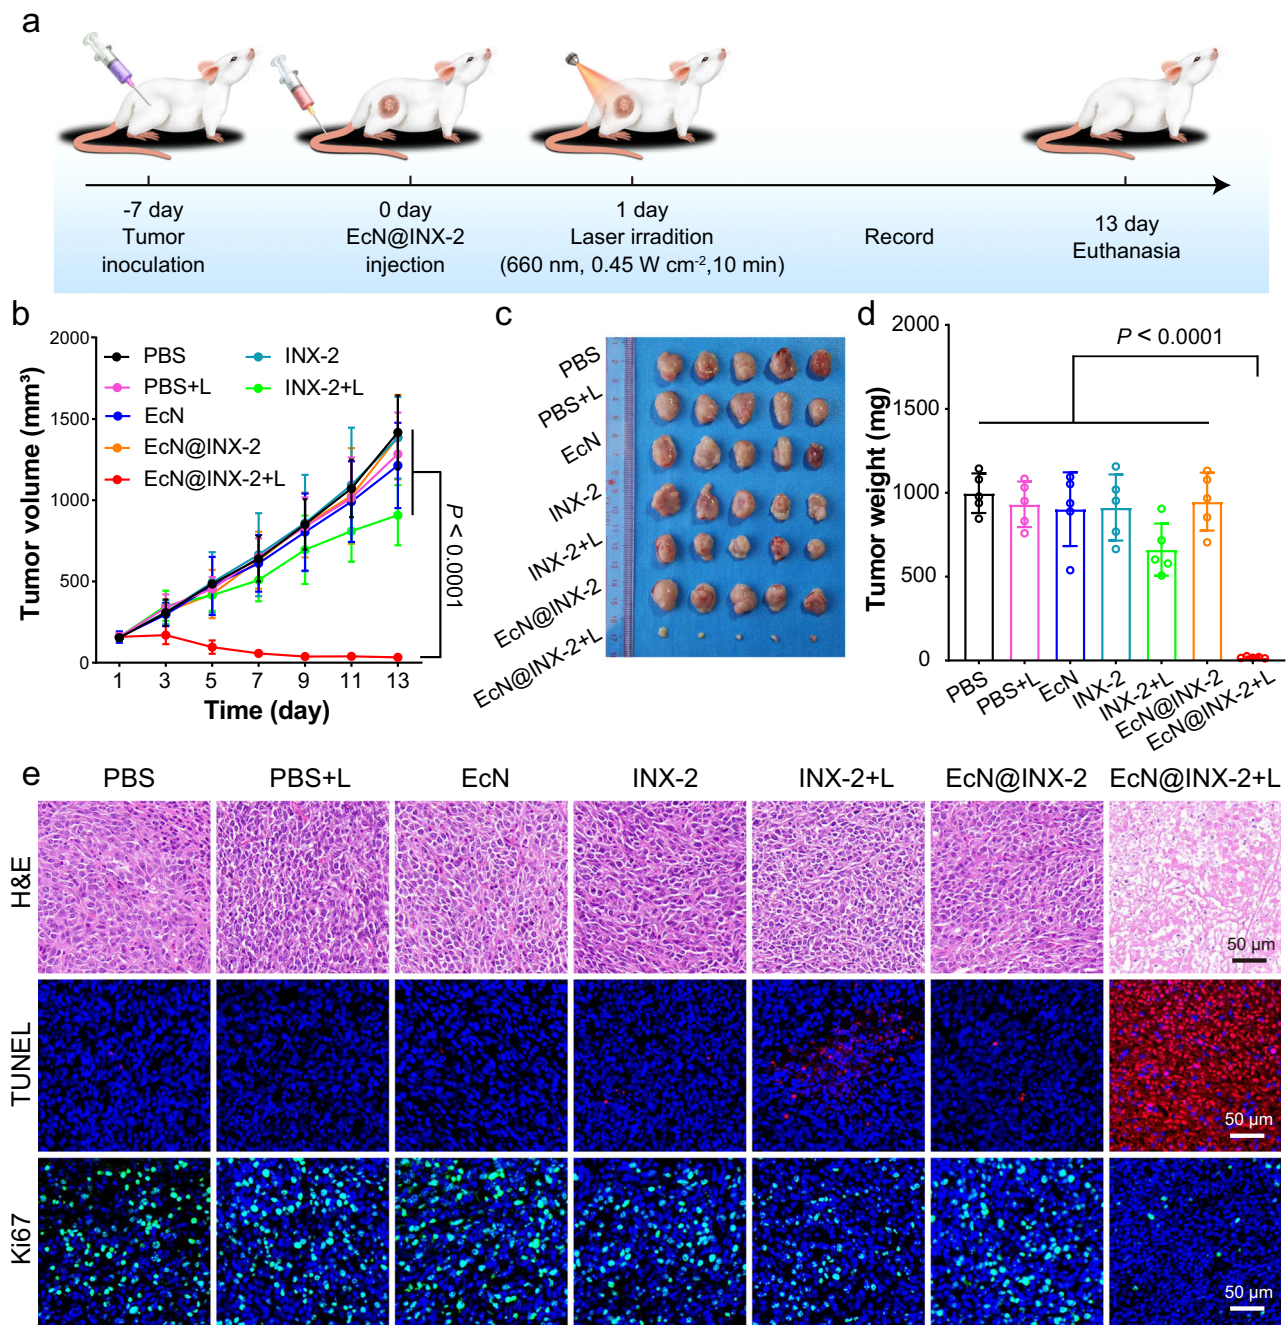 a
-7 day
Tumor
inoculation
0 day
EcN@INX-2
injection
1 day
Laser irradition
(660 nm, 0.45 W cm⁻²,10 min)
Record
13 day
Euthanasia
b
Tumor volume (mm³)
2000
1500
1000
500
0
PBS
PBS+L
EcN
EcN@INX-2
EcN@INX-2+L
INX-2
INX-2+L
P < 0.0001
1 3 5 7 9 11 13
Time (day)
c
PBS
PBS+L
EcN
INX-2
INX-2+L
EcN@INX-2
EcN@INX-2+L
d
Tumor weight (mg)
2000
1500
1000
500
0
P < 0.0001
PBS
PBS+L
EcN
INX-2
INX-2+L
EcN@INX-2
EcN@INX-2+L
e
PBS PBS+L EcN INX-2 INX-2+L EcN@INX-2 EcN@INX-2+L
H&E
50 µm
TUNEL
50 µm
Ki67
50 µm